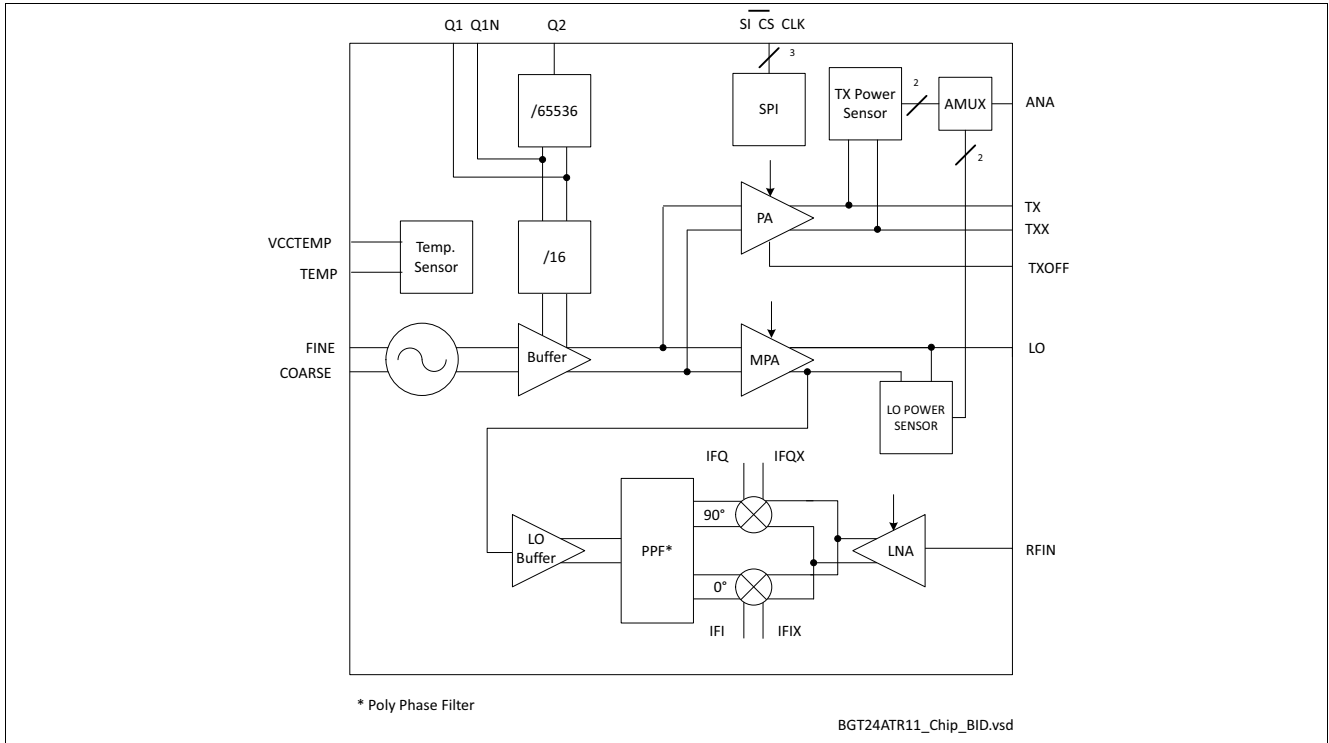 Q1 Q1N Q2 SI CS CLK
3
/65536
SPI
TX Power
Sensor
2
AMUX
ANA
2
PA
TX
TXX
TXOFF
VCCTEMP
TEMP
Temp.
Sensor
/16
FINE
COARSE
Buffer
MPA
LO
LO POWER
SENSOR
IFQ IFQX
90°
LO
Buffer
PPF*
LNA
RFIN
0°
IFI IFIX
* Poly Phase Filter
BGT24ATR11_Chip_BID.vsd